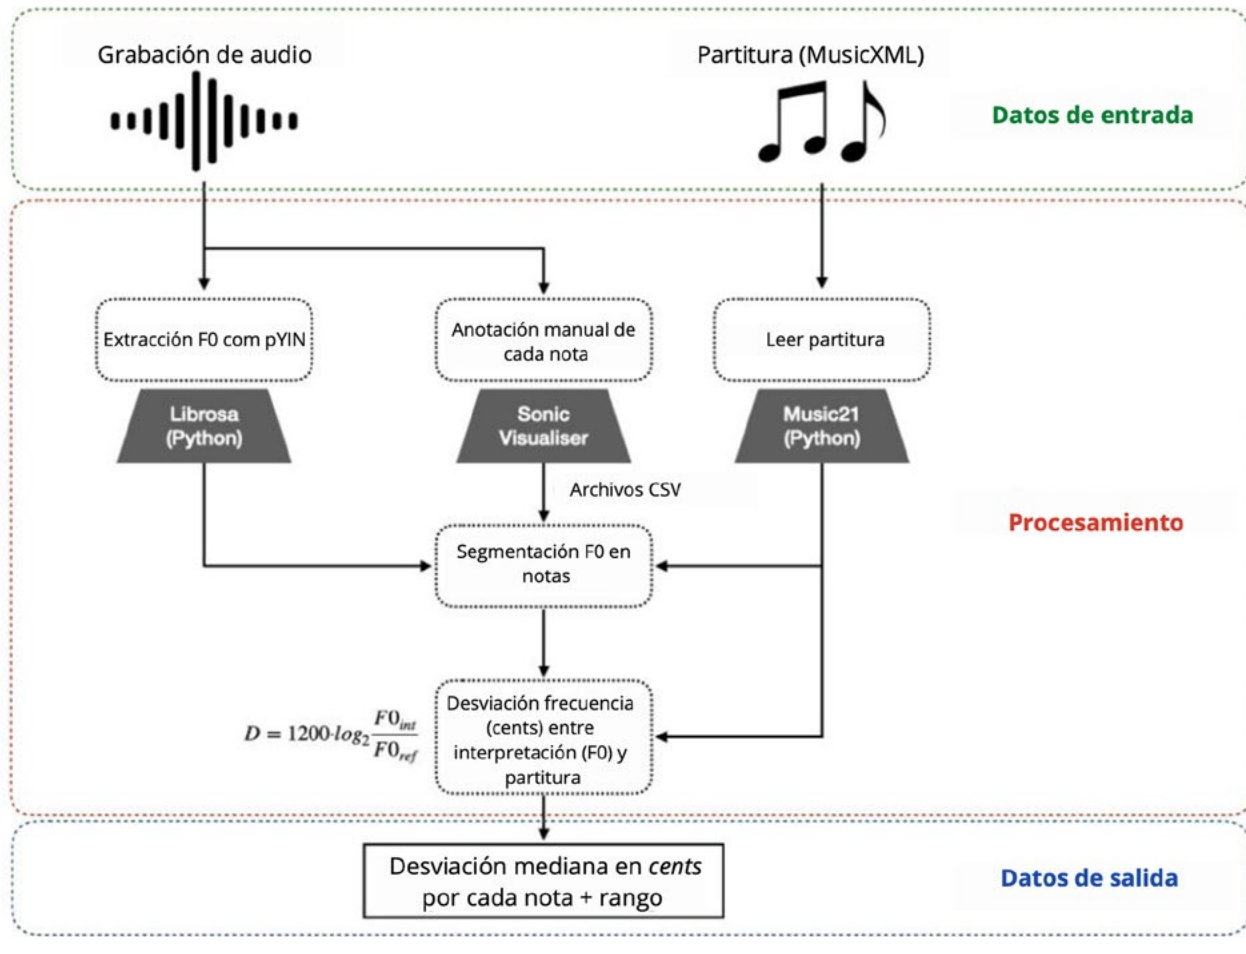 Grabación de audio
Partitura (MusicXML)
Datos de entrada
Extracción F0 com pYIN
Anotación manual de
cada nota
Leer partitura
Librosa
(Python)
Sonic
Visualiser
Music21
(Python)
Archivos CSV
Procesamiento
Segmentación F0 en
notas
Desviación frecuencia
(cents) entre
interpretación (F0) y
partitura
D = 1200·log₂ F0int / F0ref
Desviación mediana en cents
por cada nota + rango
Datos de salida